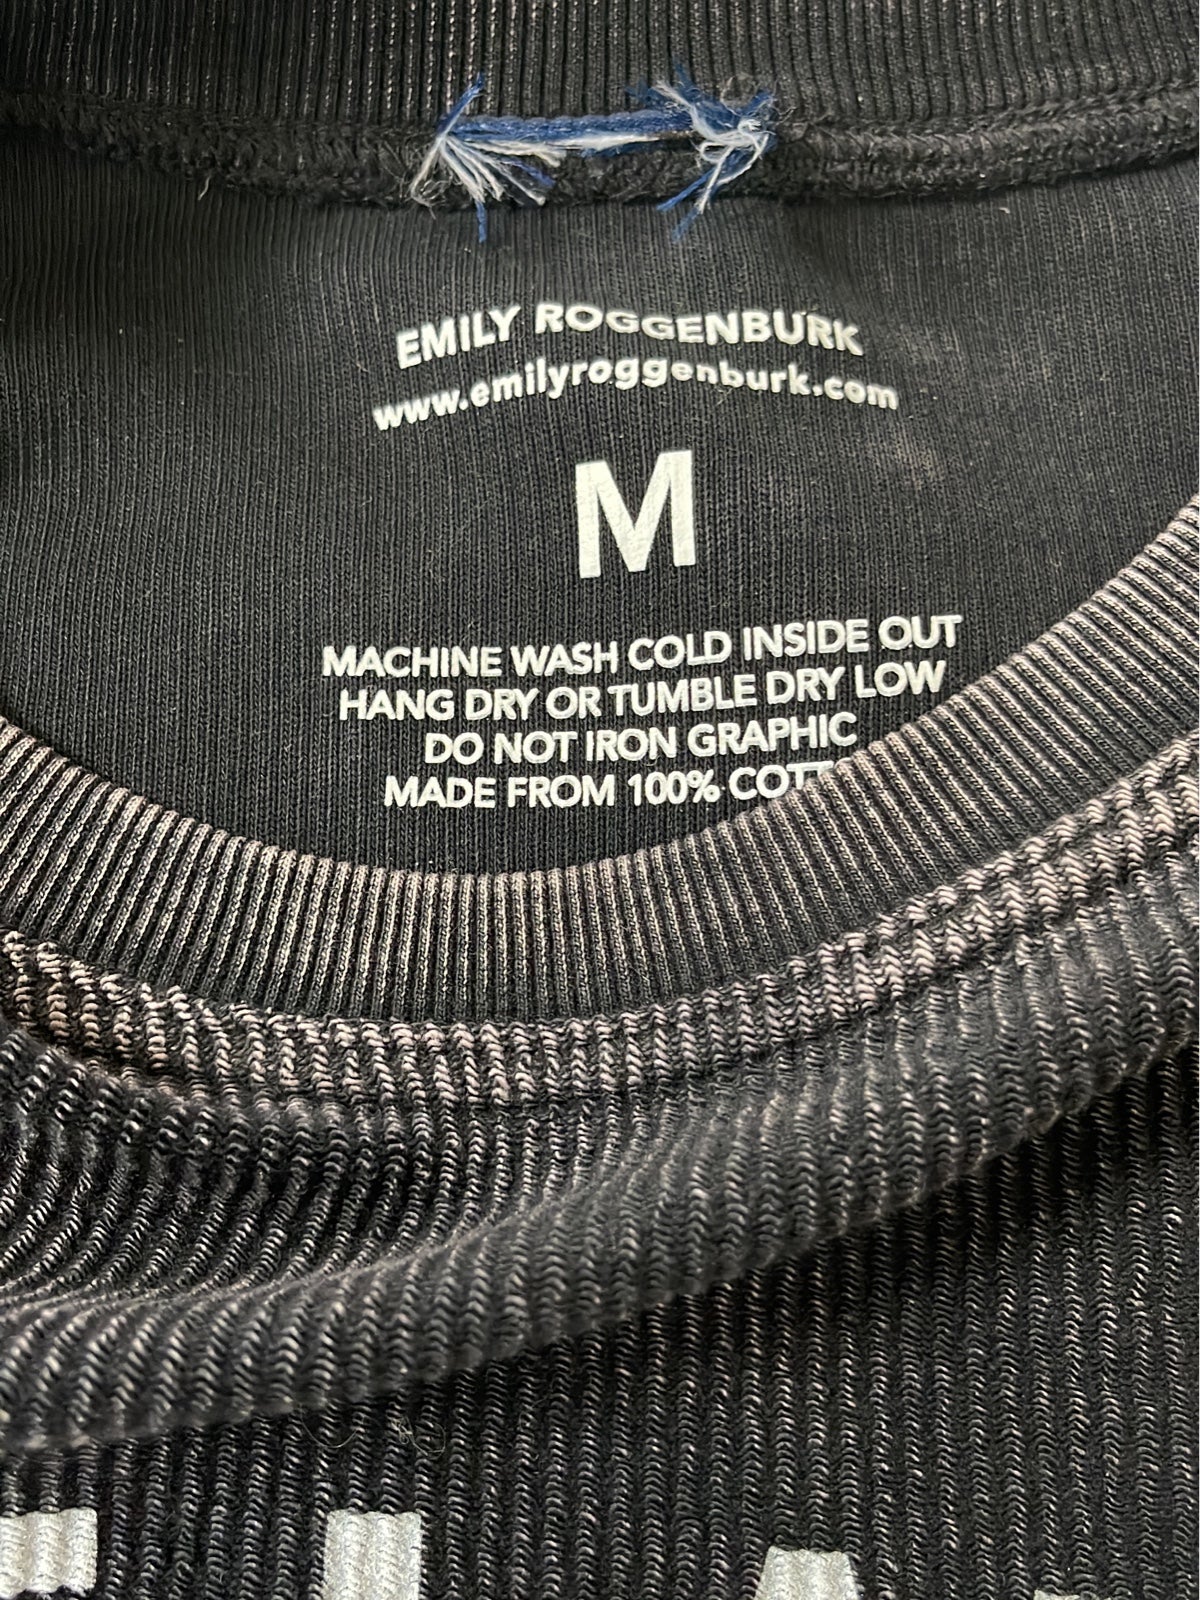 EMILY ROGGENBURK
www.emilyroggenburk.com
M
MACHINE WASH COLD INSIDE OUT
HANG DRY OR TUMBLE DRY LOW
DO NOT IRON GRAPHIC
MADE FROM 100%